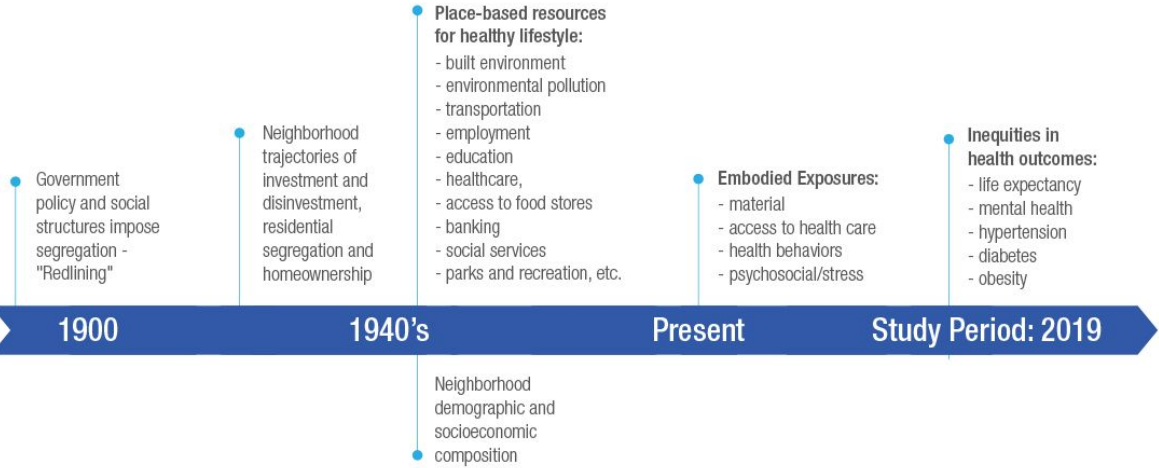 Government
policy and social
structures impose
segregation -
"Redlining"
Neighborhood
trajectories of
investment and
disinvestment,
residential
segregation and
homeownership
Place-based resources
for healthy lifestyle:
- built environment
- environmental pollution
- transportation
- employment
- education
- healthcare,
- access to food stores
- banking
- social services
- parks and recreation, etc.
Embodied Exposures:
- material
- access to health care
- health behaviors
- psychosocial/stress
Inequities in
health outcomes:
- life expectancy
- mental health
- hypertension
- diabetes
- obesity
1900
1940's
Present
Study Period: 2019
Neighborhood
demographic and
socioeconomic
composition